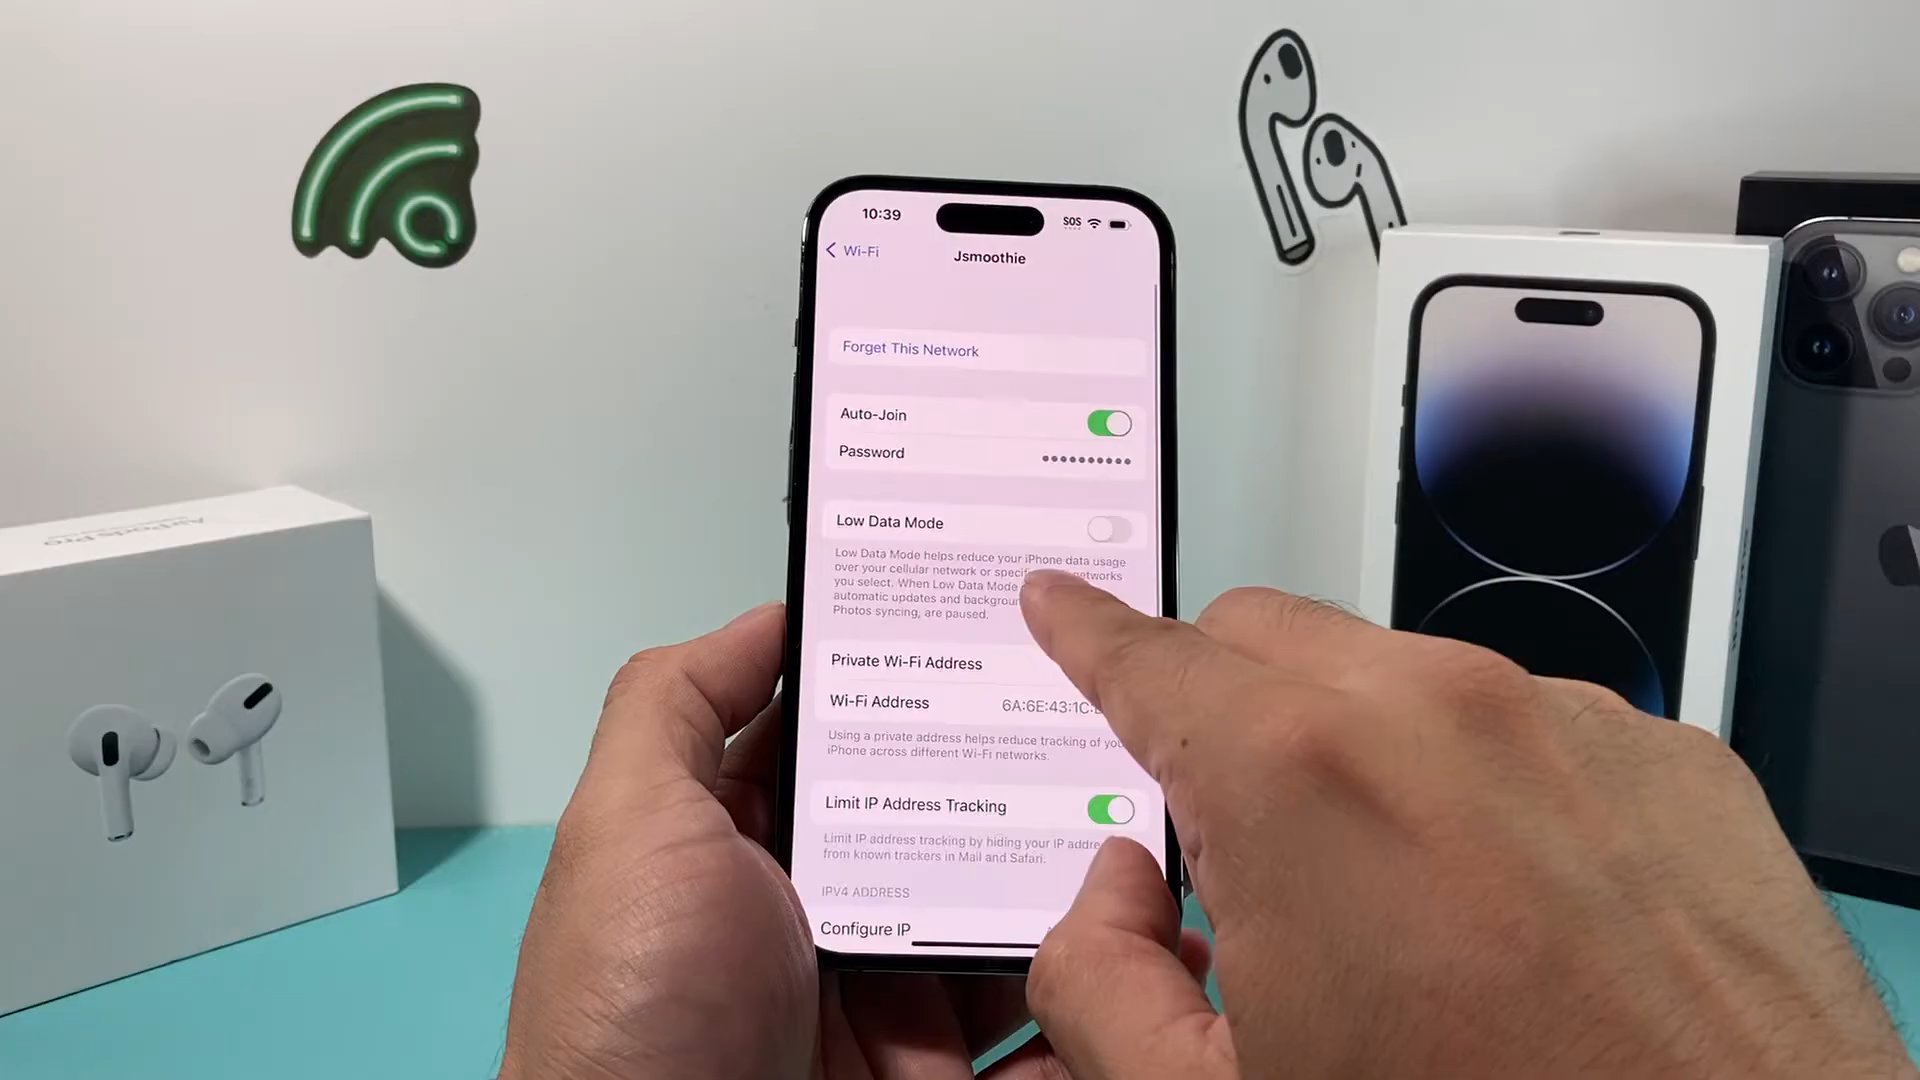 10:39
SOS
Wi-Fi
Jsmoothie
Forget This Network
Auto-Join
Password
Low Data Mode
Low Data Mode helps reduce your iPhone data usage
over your cellular network or networks
you select. When Low Data Mode
automatic updates and
Photos syncing, are paused.
Private Wi-Fi Address
Wi-Fi Address 6A:6E:43:1C:
Using a private address helps reduce tracking of
iPhone across different Wi-Fi networks.
Limit IP Address Tracking
Limit IP address tracking by hiding your IP
from known trackers in Mail and Safari.
IPV4 ADDRESS
Configure IP
AirPods Pro